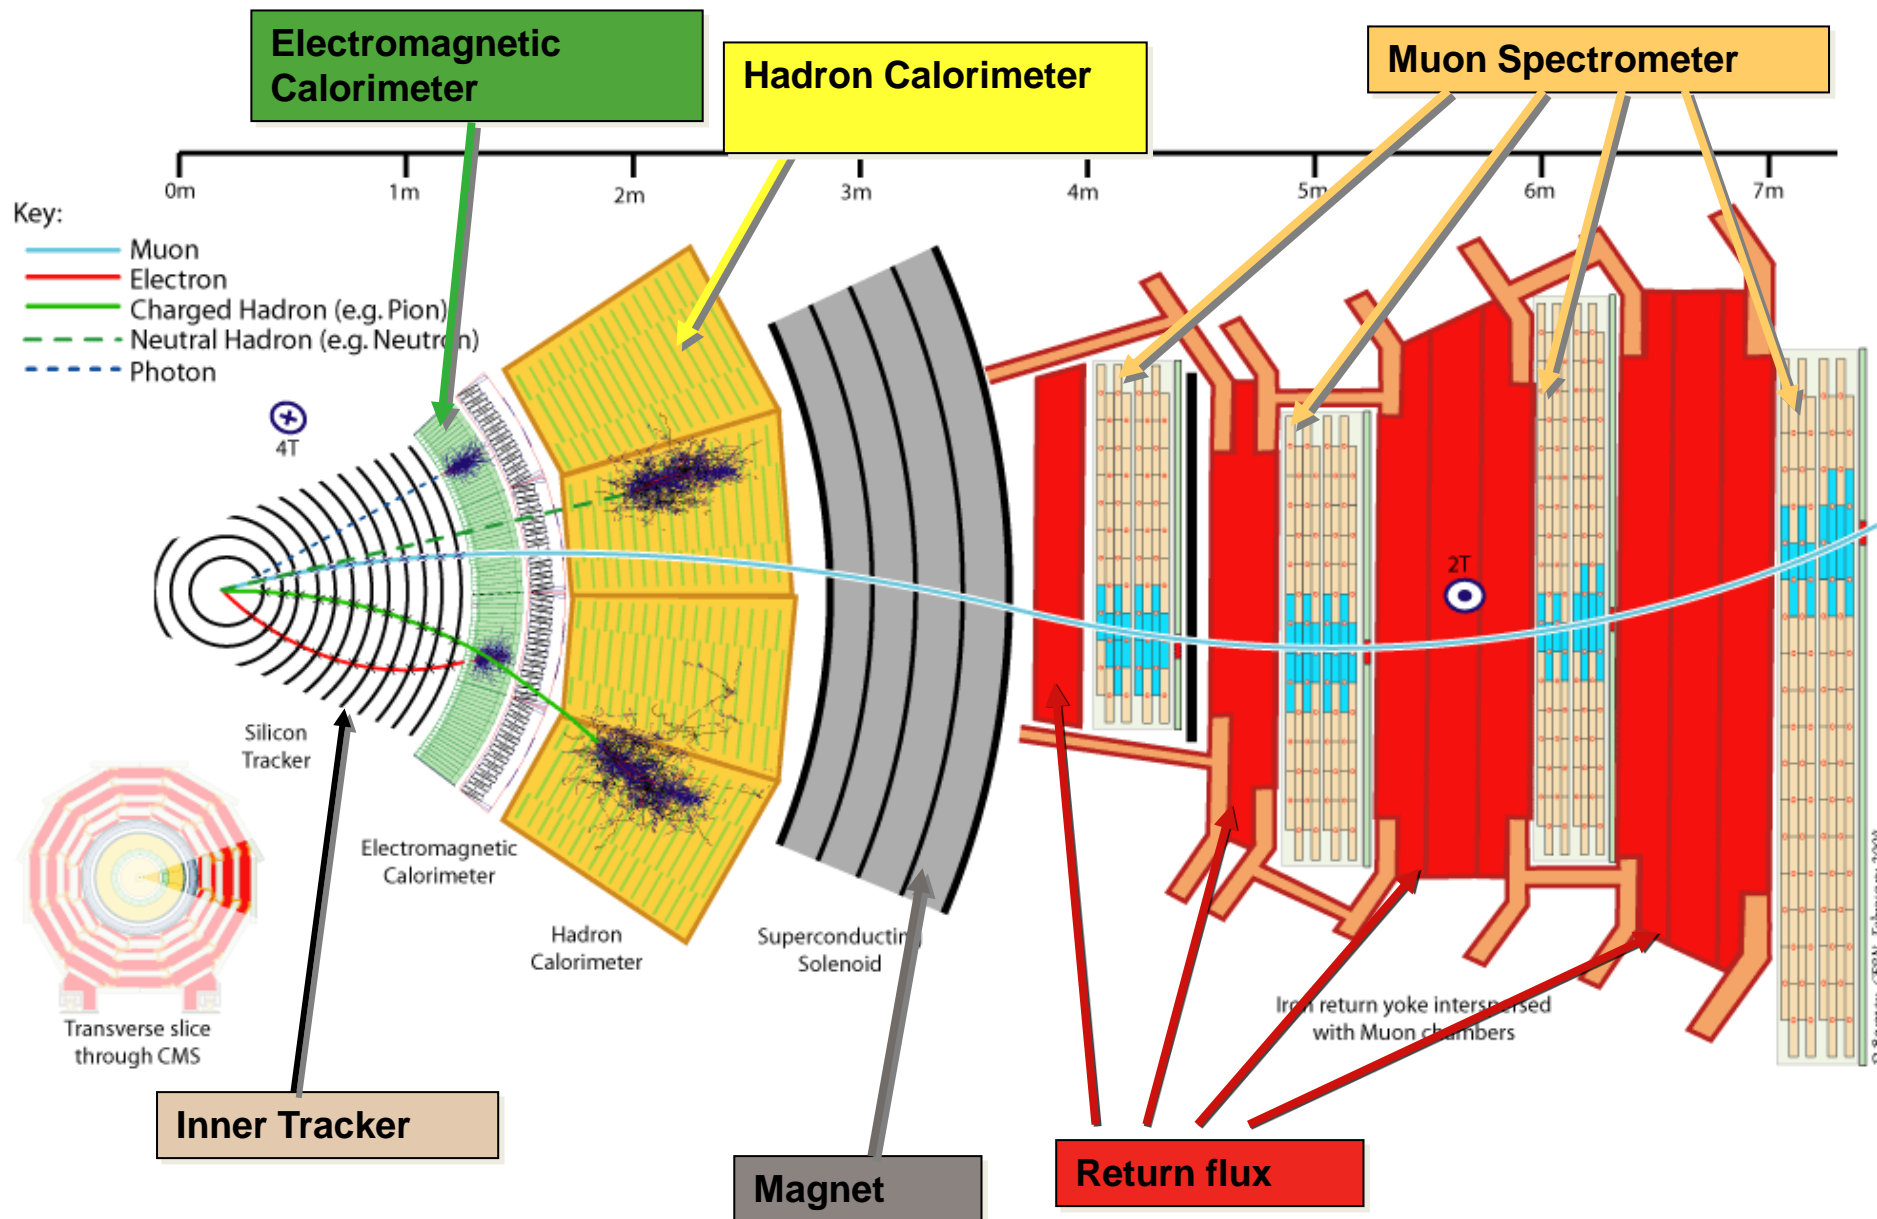 Electromagnetic
Calorimeter
Hadron Calorimeter
Muon Spectrometer
0m
1m
2m
3m
4m
5m
6m
7m
Key:
Muon
Electron
Charged Hadron (e.g. Pion)
Neutral Hadron (e.g. Neutron)
Photon
4T
2T
Silicon
Tracker
Electromagnetic
Calorimeter
Hadron
Calorimeter
Superconducting
Solenoid
Iron return yoke interspersed
with Muon chambers
Transverse slice
through CMS
Inner Tracker
Magnet
Return flux